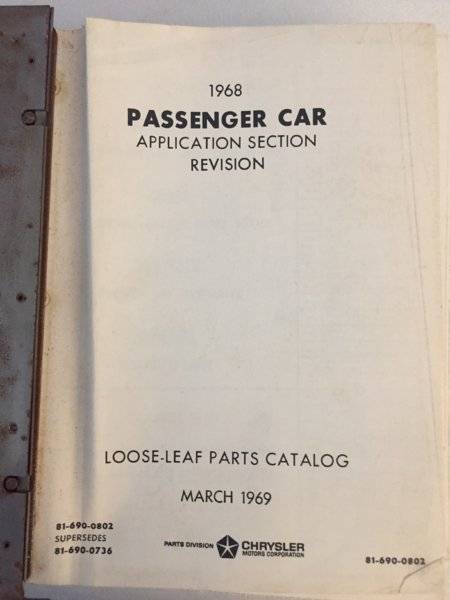 1968
PASSENGER CAR
APPLICATION SECTION
REVISION
LOOSE-LEAF PARTS CATALOG
MARCH 1969
81-690-0802
SUPERSEDES
81-690-0736
PARTS DIVISION CHRYSLER
MOTORS CORPORATION
81-690-0802